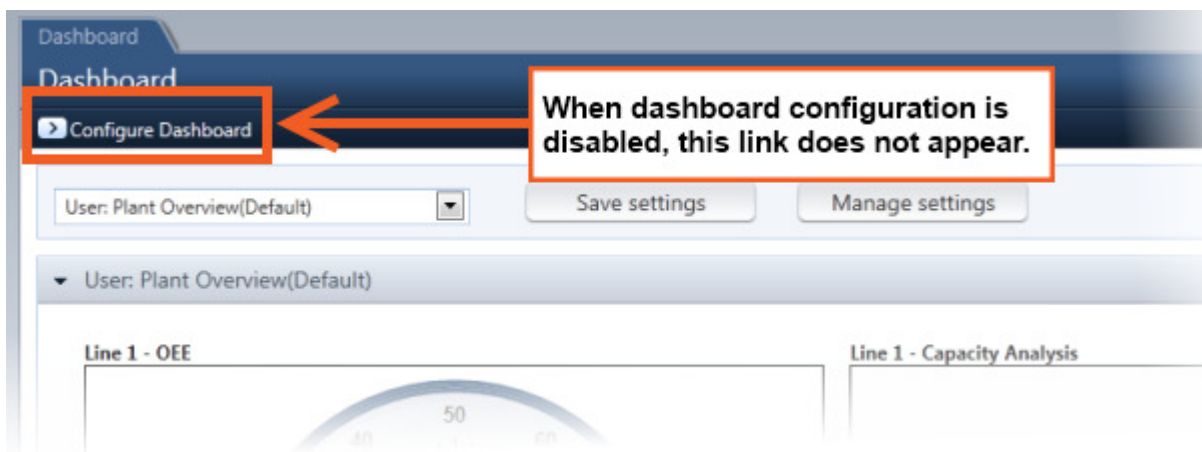 Dashboard
Dashboard
Configure Dashboard
When dashboard configuration is
disabled, this link does not appear.
User: Plant Overview(Default)
Save settings
Manage settings
User: Plant Overview(Default)
Line 1 - OEE
Line 1 - Capacity Analysis
50
40
60